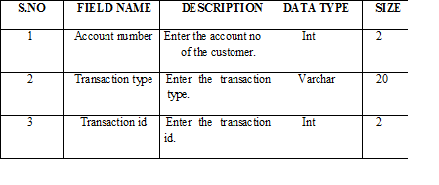 S.NO FIELD NAME DESCRIPTION DATA TYPE SIZE
1 Account number Enter the account no Int 2
of the customer.
2 Transaction type Enter the transaction Varchar 20
type.
3 Transaction id Enter the transaction Int 2
id.